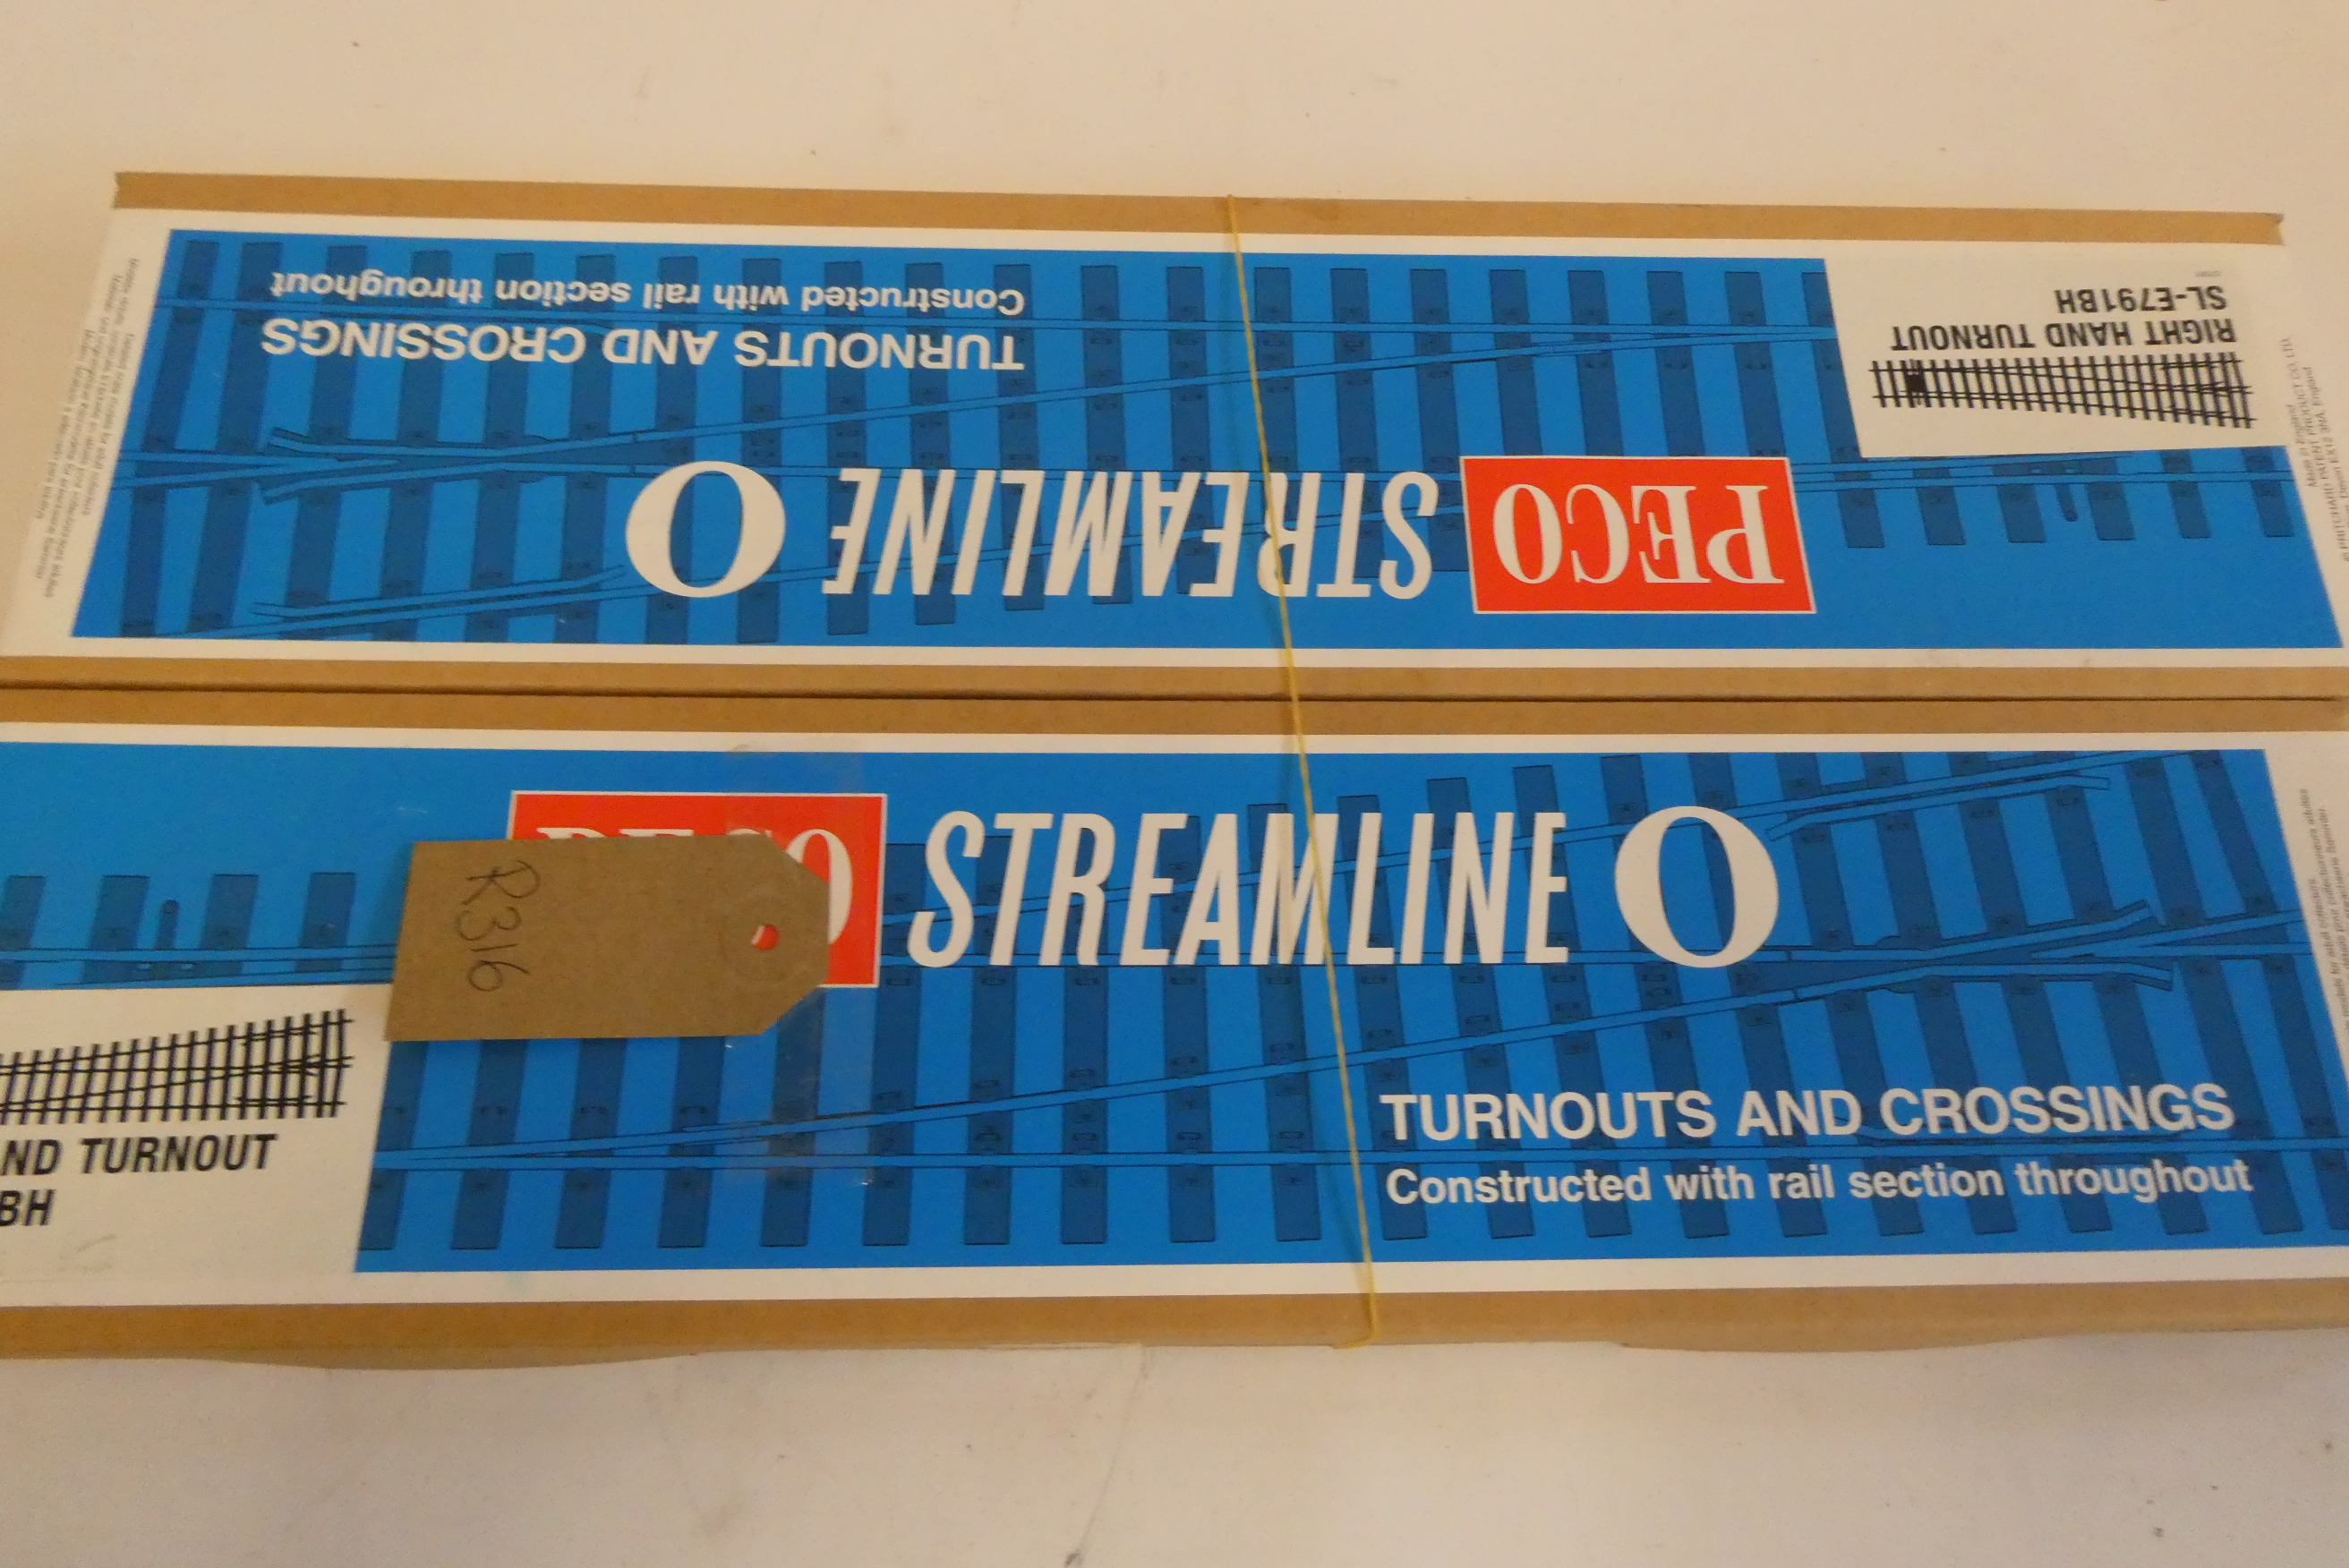 PECO STREAMLINE O
RIGHT HAND TURNOUT
SL-E791BH
TURNOUTS AND CROSSINGS
Constructed with rail section throughout
STREAMLINE O
R316
ND TURNOUT
BH
TURNOUTS AND CROSSINGS
Constructed with rail section throughout